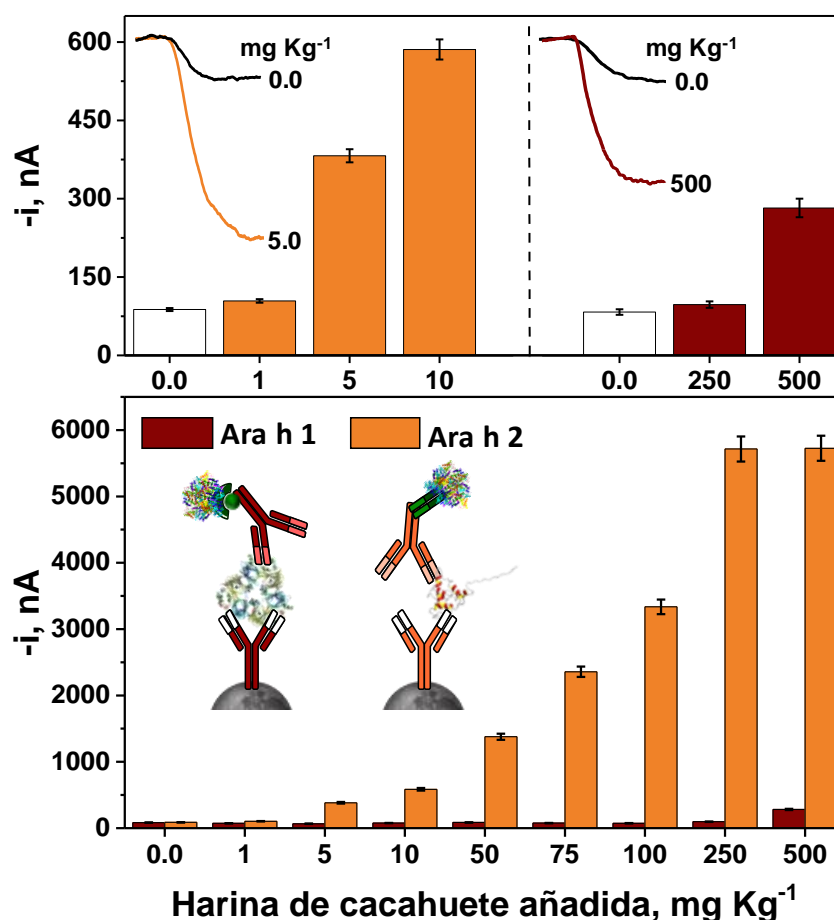 600
450
300
150
0
-i, nA
mg Kg⁻¹
0.0
5.0
mg Kg⁻¹
0.0
500
0.0 1 5 10 0.0 250 500
6000
5000
4000
3000
2000
1000
0
-i, nA
Ara h 1 Ara h 2
0.0 1 5 10 50 75 100 250 500
Harina de cacahuete añadida, mg Kg⁻¹